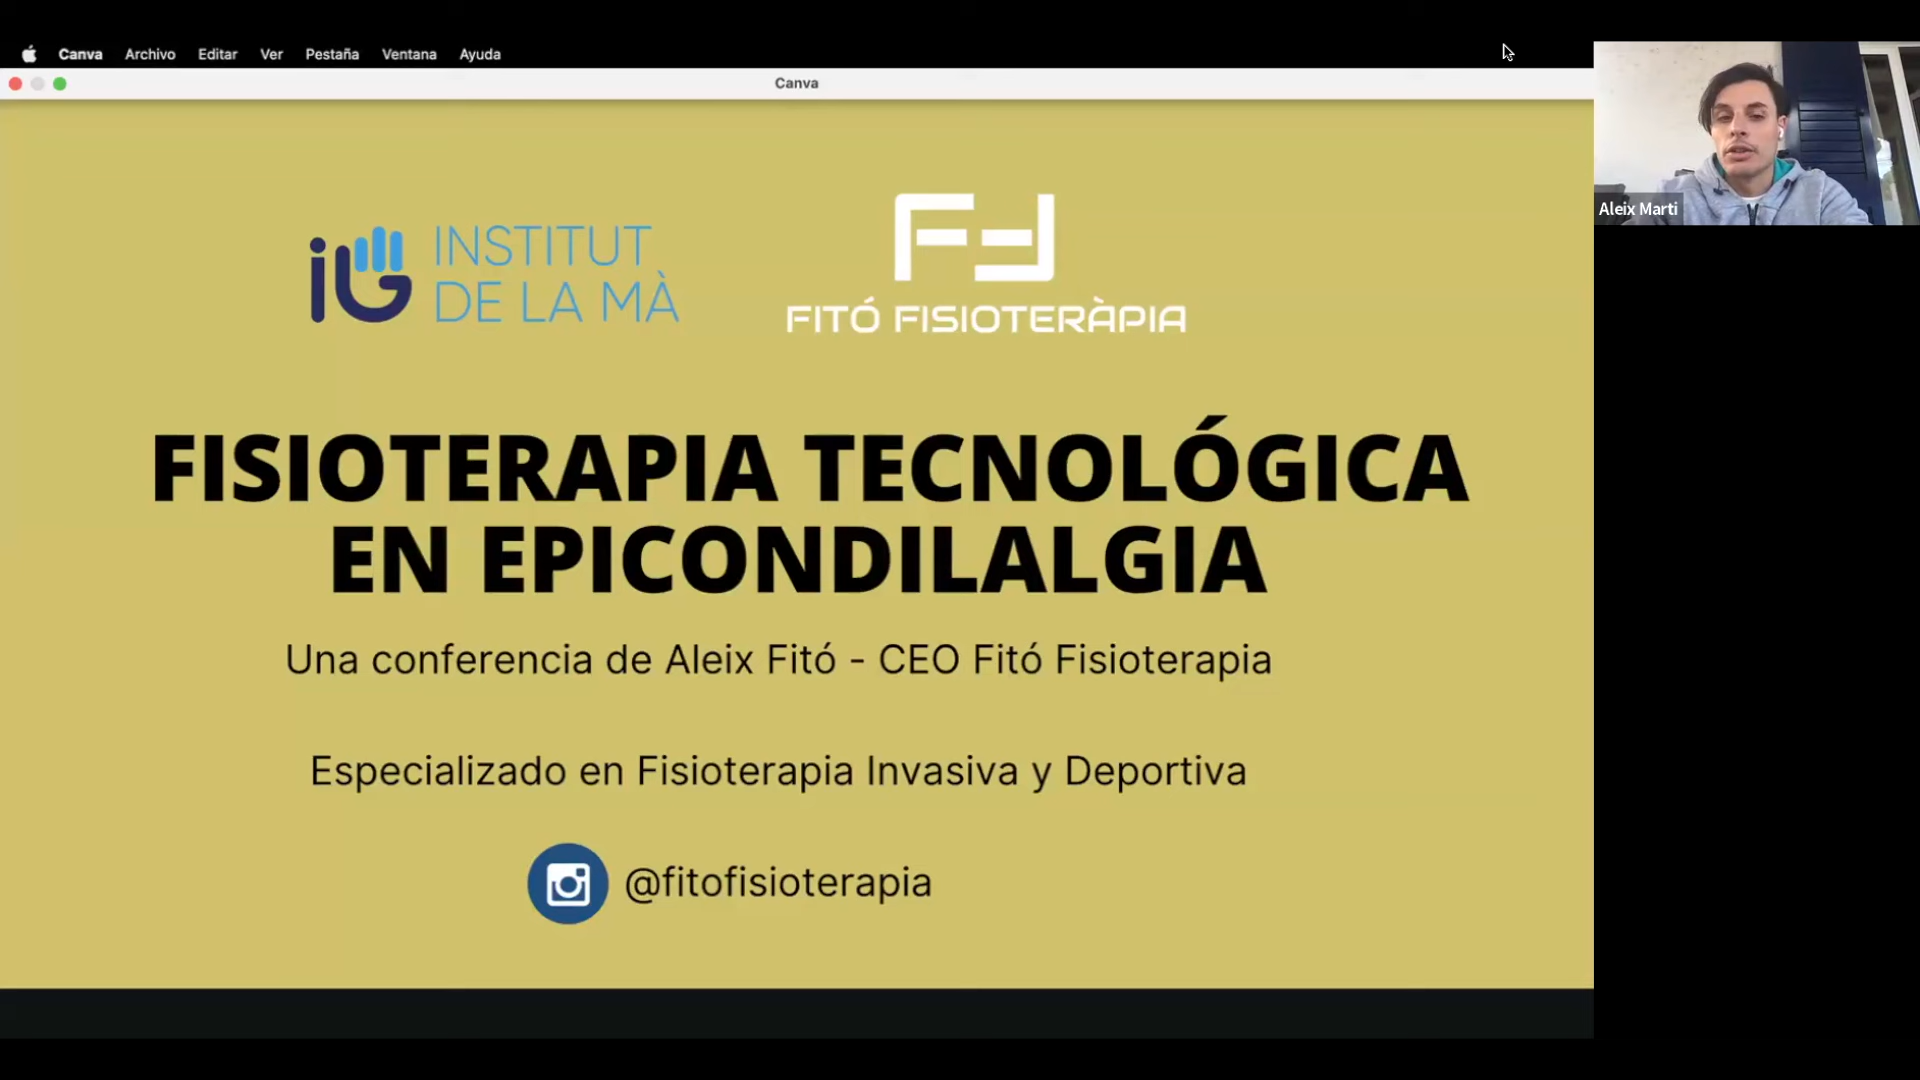 Canva Archivo Editar Ver Pestaña Ventana Ayuda
Canva
INSTITUT
DE LA MÀ
FITÓ FISIOTERÀPIA
FISIOTERAPIA TECNOLÓGICA
EN EPICONDILALGIA
Una conferencia de Aleix Fitó - CEO Fitó Fisioterapia
Especializado en Fisioterapia Invasiva y Deportiva
@fitofisioterapia
Aleix Marti